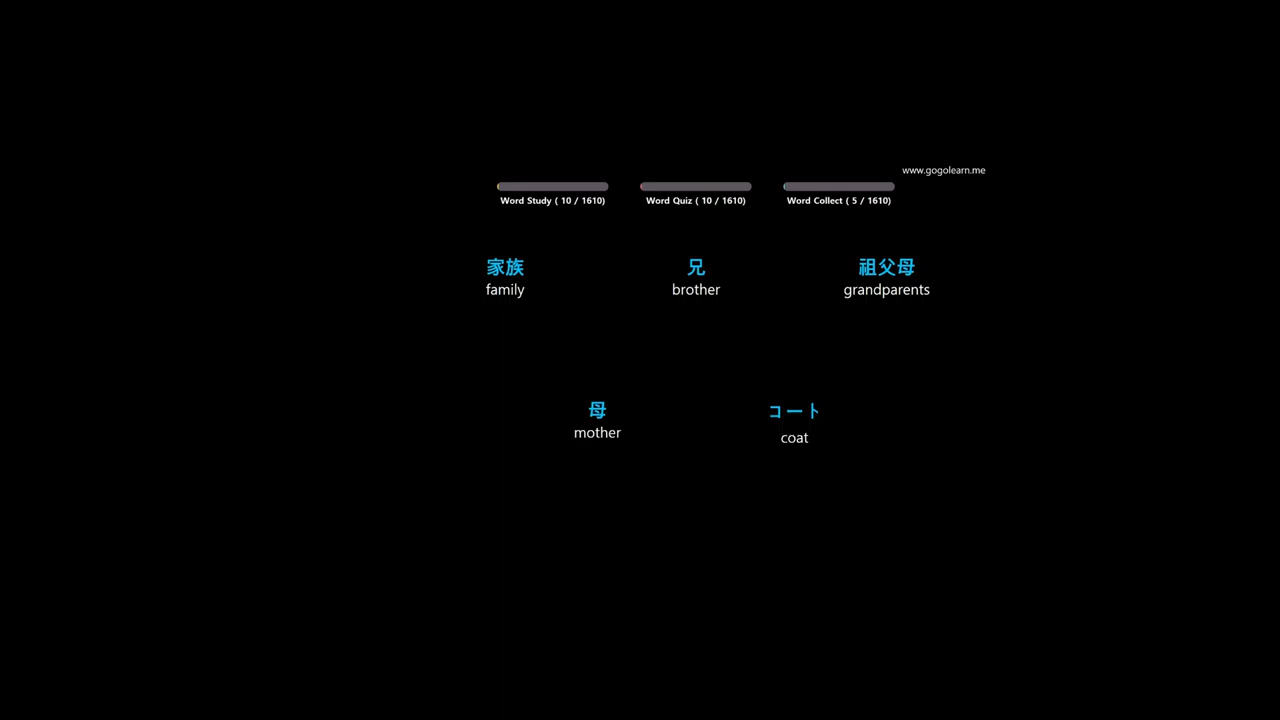 www.gogolearn.me
Word Study ( 10 / 1610)
Word Quiz ( 10 / 1610)
Word Collect ( 5 / 1610)
家族
family
兄
brother
祖父母
grandparents
母
mother
コート
coat